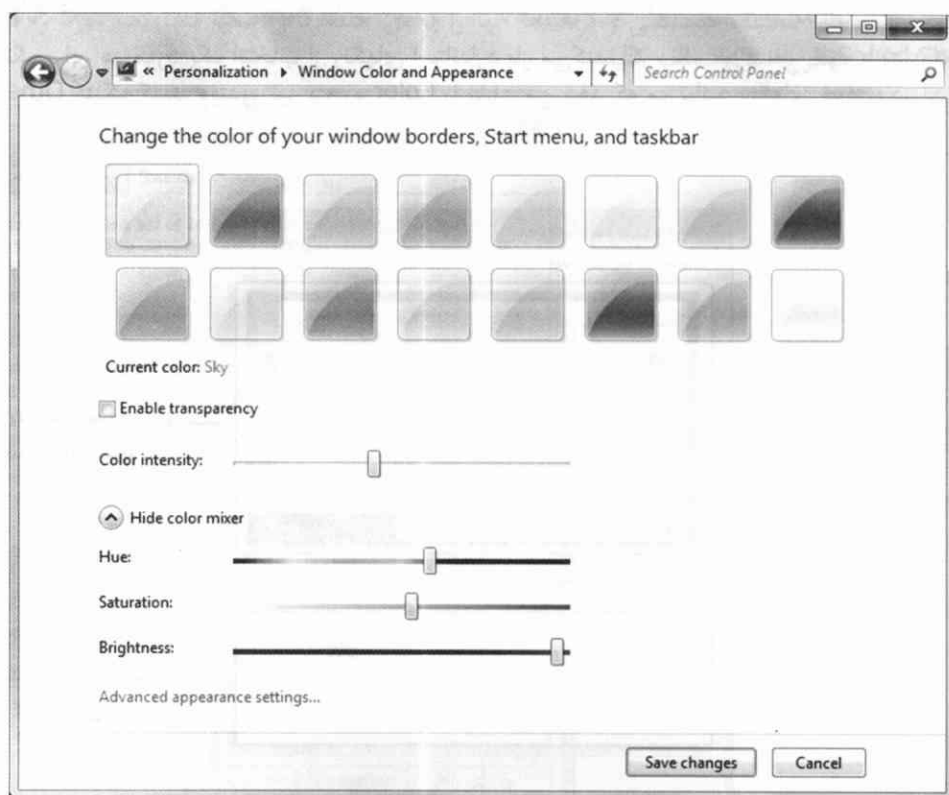 « Personalization ▸ Window Color and Appearance
Search Control Panel
Change the color of your window borders, Start menu, and taskbar
Current color: Sky
Enable transparency
Color intensity:
Hide color mixer
Hue:
Saturation:
Brightness:
Advanced appearance settings...
Save changes
Cancel